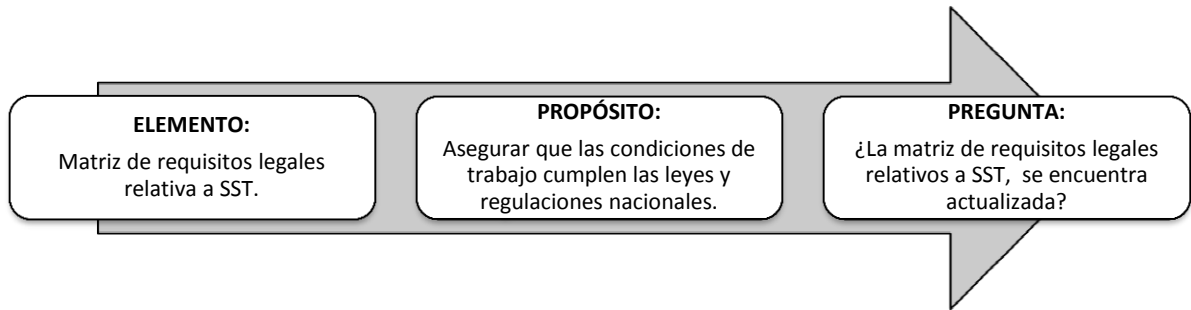 ELEMENTO:
Matriz de requisitos legales
relativa a SST.
PROPÓSITO:
Asegurar que las condiciones de
trabajo cumplen las leyes y
regulaciones nacionales.
PREGUNTA:
¿La matriz de requisitos legales
relativos a SST, se encuentra
actualizada?